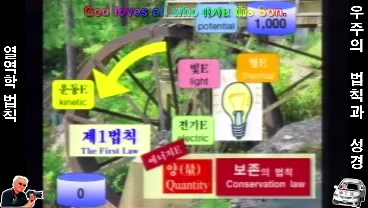 God loves all who the Son.
potential
1,000
우주의 법칙과 성경
열역학 법칙
빛E
light
열E
thermal
운동E
kinetic
전기E
electric
제1법칙
The First Law
에너지E
양(量)
Quantity
보존의 법칙
Conservation law
0